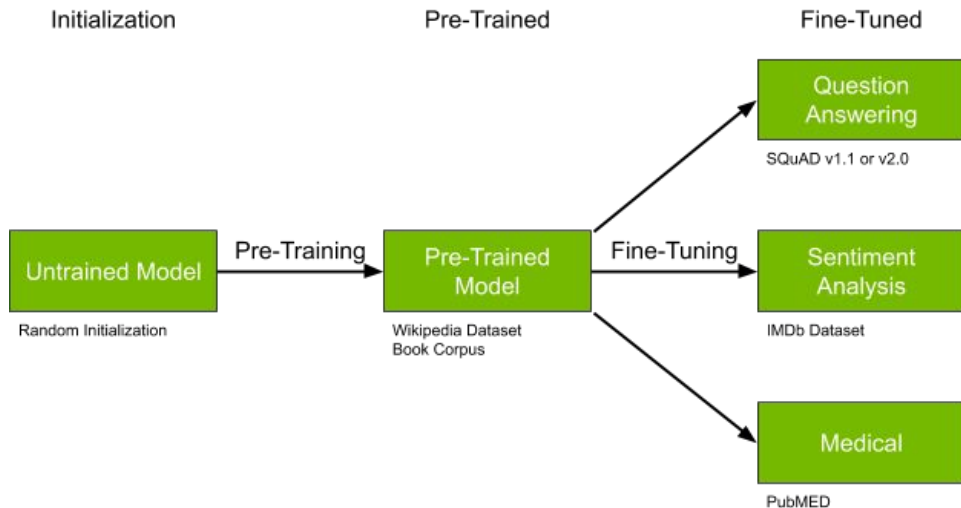 Initialization
Pre-Trained
Fine-Tuned
Question
Answering
SQuAD v1.1 or v2.0
Untrained Model
Random Initialization
Pre-Training
Pre-Trained
Model
Wikipedia Dataset
Book Corpus
Fine-Tuning
Sentiment
Analysis
IMDb Dataset
Medical
PubMED